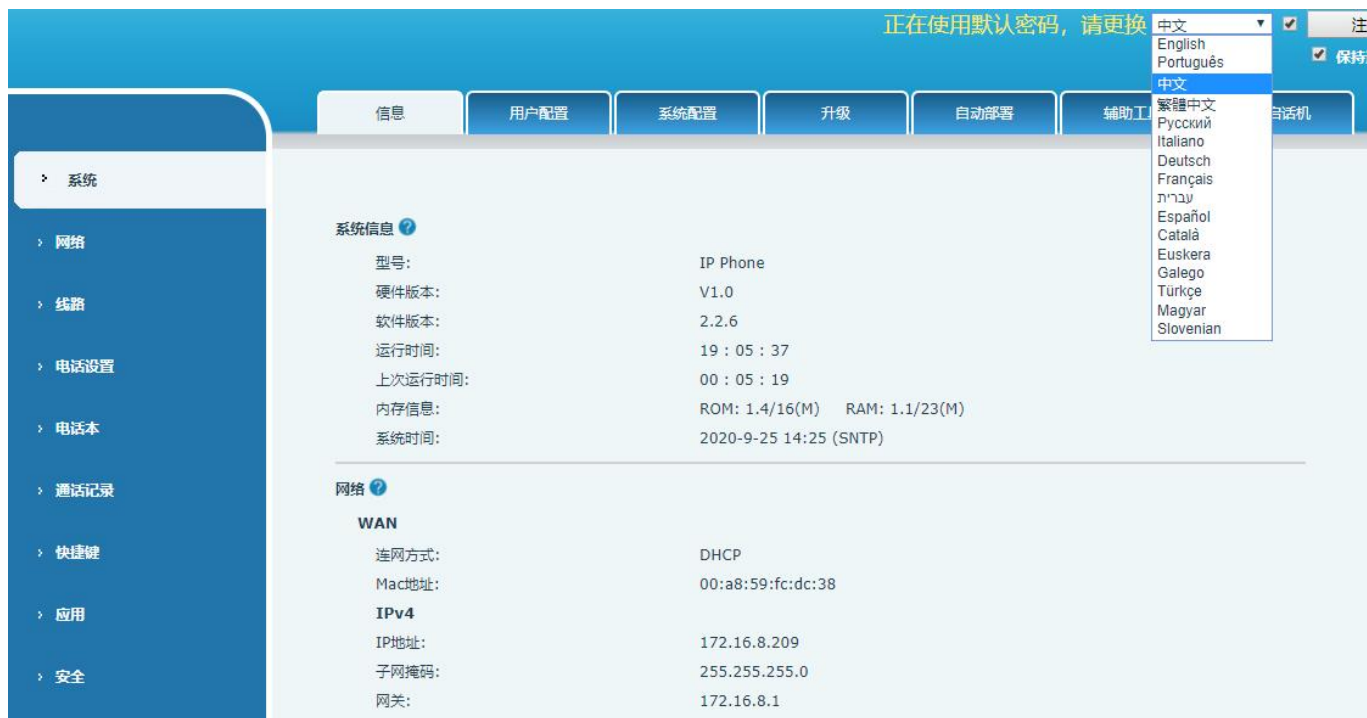 正在使用默认密码，请更换 中文
English
Português
中文
繁體中文
Русский
Italiano
Deutsch
Français
עברית
Español
Català
Euskera
Galego
Türkçe
Magyar
Slovenian
信息 用户配置 系统配置 升级 自动部署
系统
网络
线路
电话设置
电话本
通话记录
快捷键
应用
安全
系统信息
型号: IP Phone
硬件版本: V1.0
软件版本: 2.2.6
运行时间: 19 : 05 : 37
上次运行时间: 00 : 05 : 19
内存信息: ROM: 1.4/16(M) RAM: 1.1/23(M)
系统时间: 2020-9-25 14:25 (SNTP)
网络
WAN
连网方式: DHCP
Mac地址: 00:a8:59:fc:dc:38
IPv4
IP地址: 172.16.8.209
子网掩码: 255.255.255.0
网关: 172.16.8.1